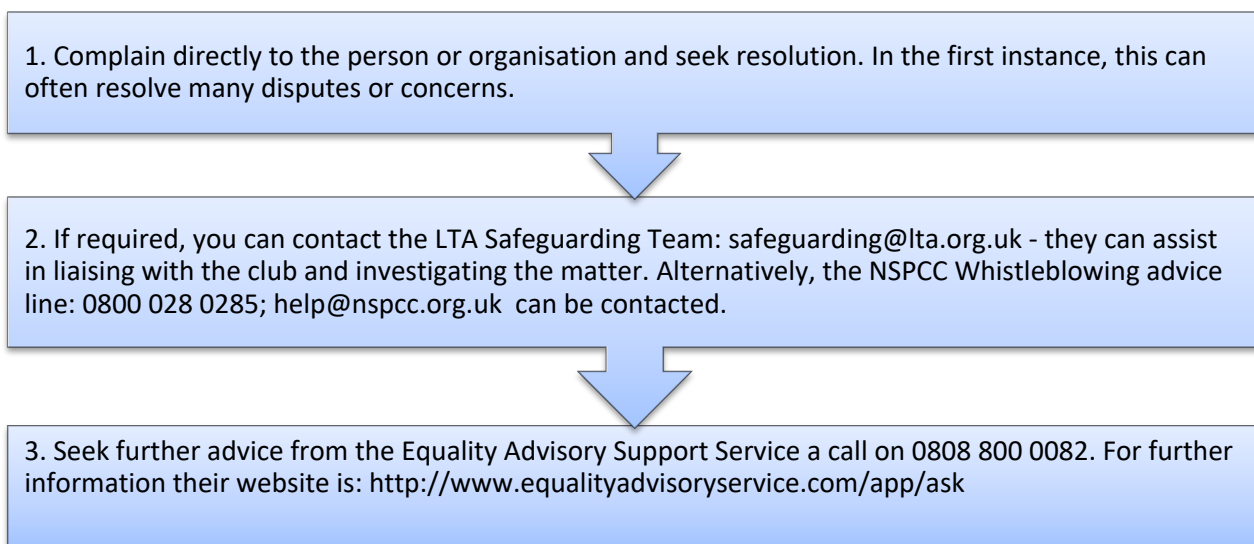 1. Complain directly to the person or organisation and seek resolution. In the first instance, this can
often resolve many disputes or concerns.
2. If required, you can contact the LTA Safeguarding Team: safeguarding@lta.org.uk - they can assist
in liaising with the club and investigating the matter. Alternatively, the NSPCC Whistleblowing advice
line: 0800 028 0285; help@nspcc.org.uk  can be contacted.
3. Seek further advice from the Equality Advisory Support Service a call on 0808 800 0082. For further
information their website is: http://www.equalityadvisoryservice.com/app/ask